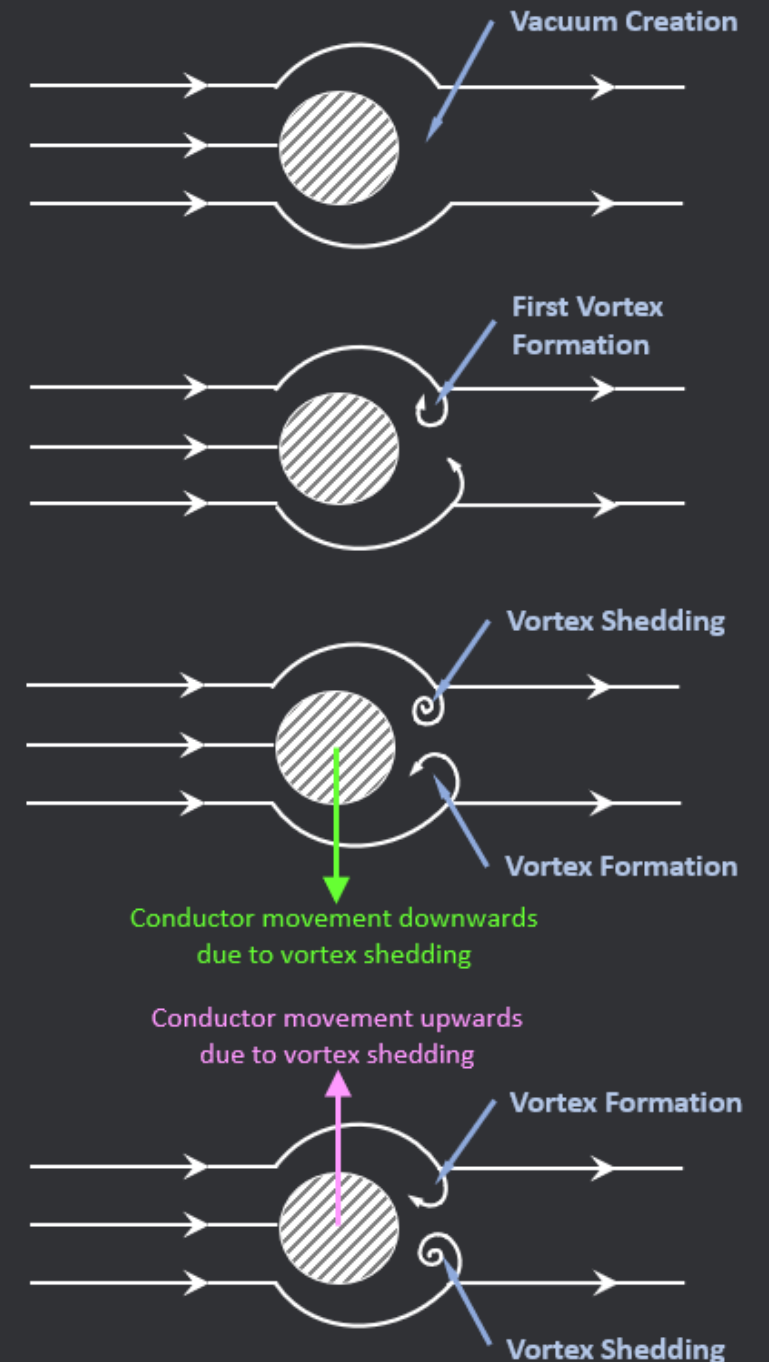 Vacuum Creation
First Vortex
Formation
Vortex Shedding
Vortex Formation
Conductor movement downwards
due to vortex shedding
Conductor movement upwards
due to vortex shedding
Vortex Formation
Vortex Shedding